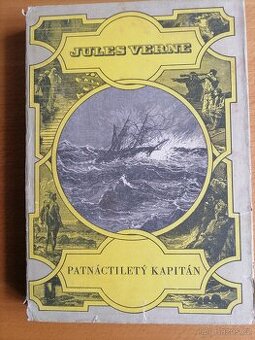 JULES VERNE
PATNÁCTILETÝ KAPITÁN